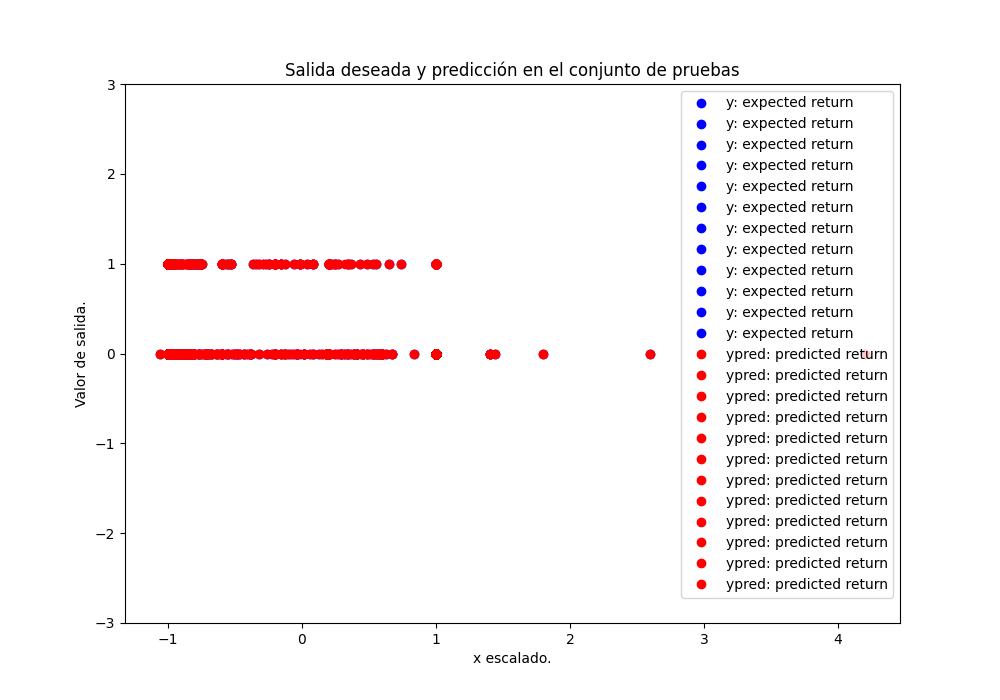 Salida deseada y predicción en el conjunto de pruebas
3
2
1
0
−1
−2
−3
Valor de salida.
y: expected return
y: expected return
y: expected return
y: expected return
y: expected return
y: expected return
y: expected return
y: expected return
y: expected return
y: expected return
y: expected return
y: expected return
ypred: predicted return
ypred: predicted return
ypred: predicted return
ypred: predicted return
ypred: predicted return
ypred: predicted return
ypred: predicted return
ypred: predicted return
ypred: predicted return
ypred: predicted return
ypred: predicted return
ypred: predicted return
−1 0 1 2 3 4
x escalado.